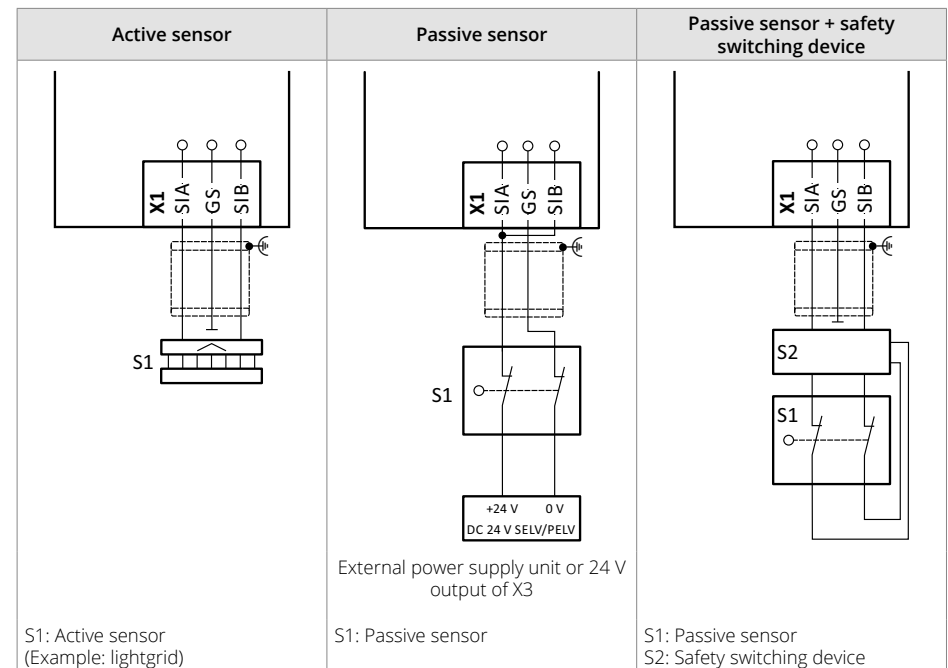 Active sensor
Passive sensor
Passive sensor + safety
switching device
X1
SIA
GS
SIB
S1
X1
SIA
GS
SIB
S1
+24 V 0 V
DC 24 V SELV/PELV
External power supply unit or 24 V
output of X3
X1
SIA
GS
SIB
S2
S1
S1: Active sensor
(Example: lightgrid)
S1: Passive sensor
S1: Passive sensor
S2: Safety switching device